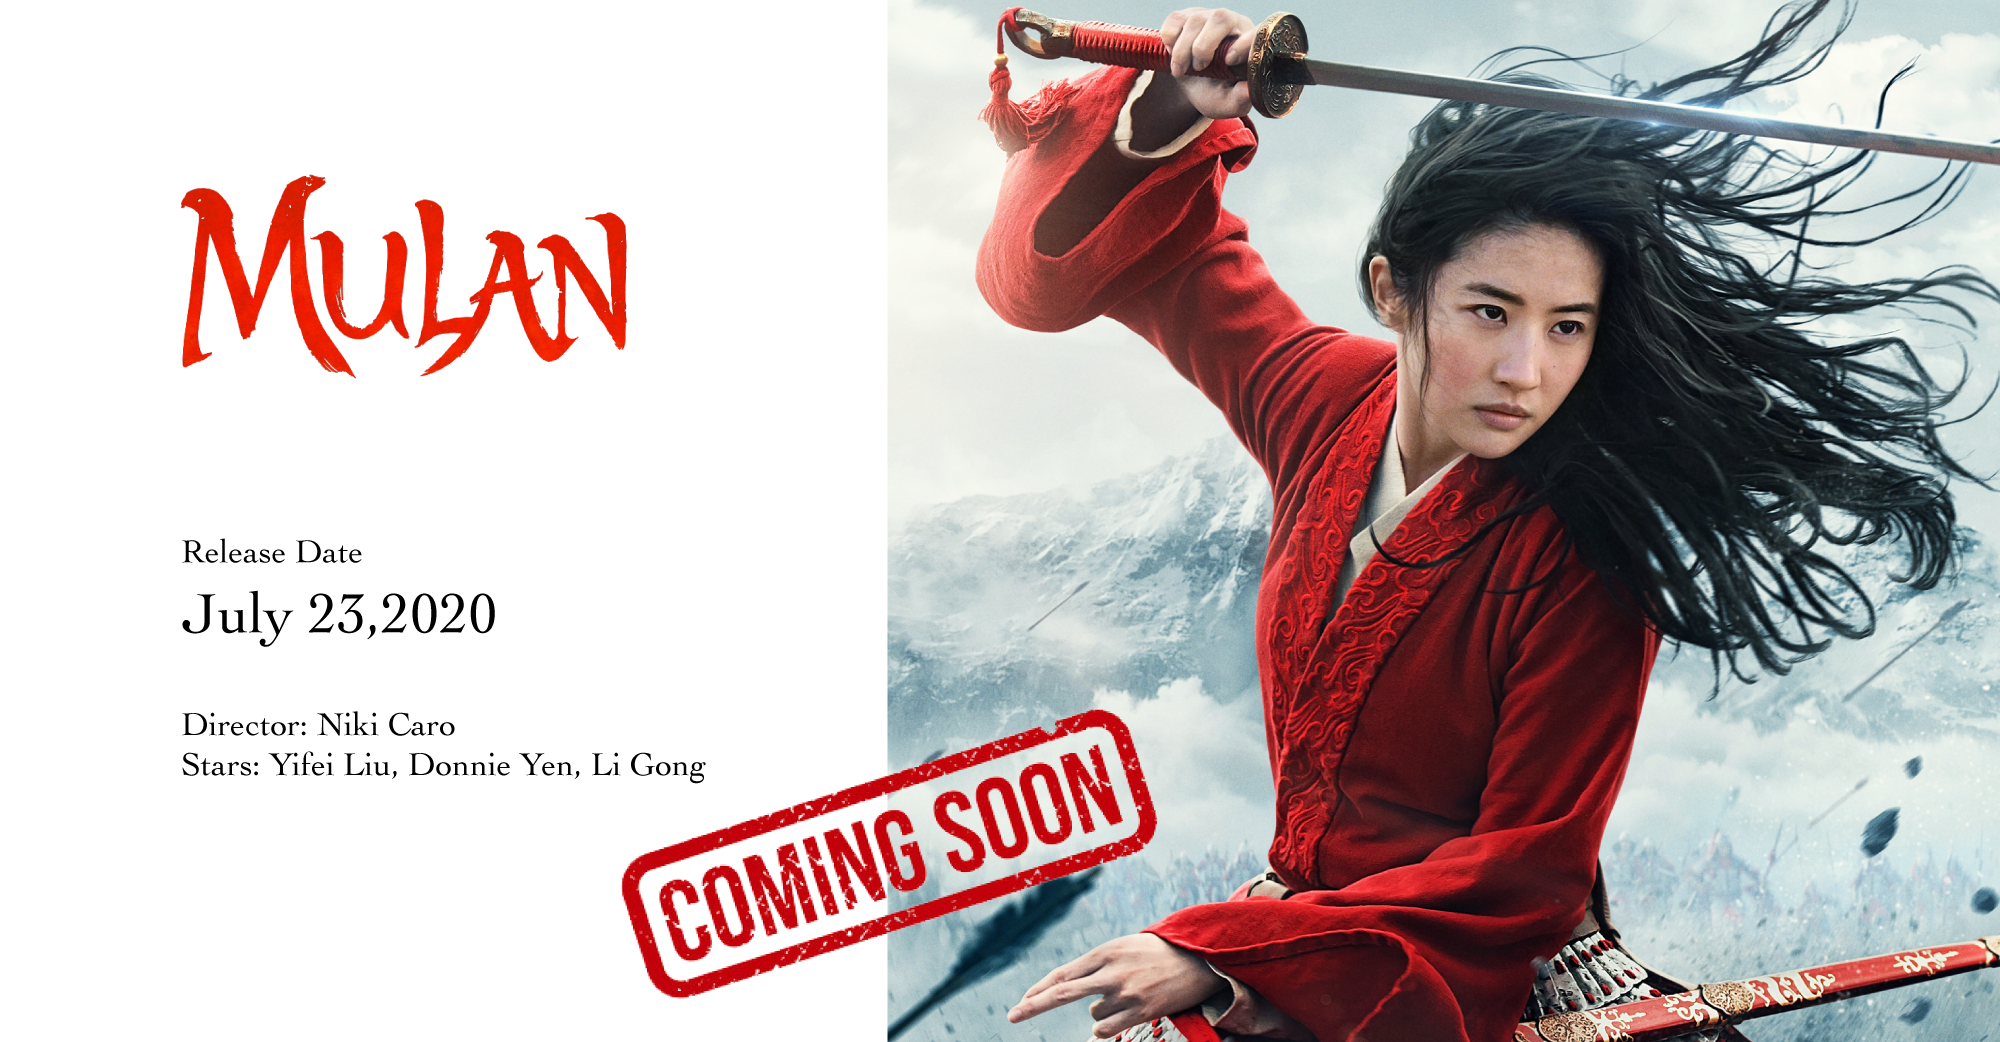 MULAN
Release Date
July 23,2020
Director: Niki Caro
Stars: Yifei Liu, Donnie Yen, Li Gong
COMING SOON